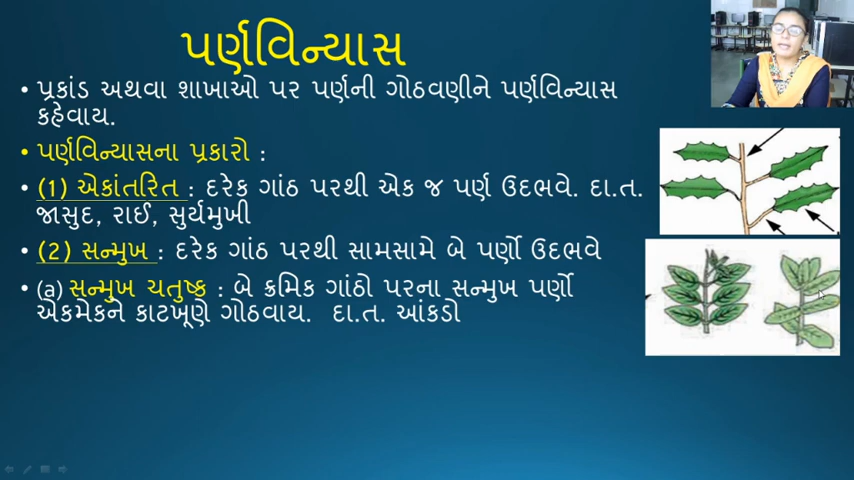 પર્ણવિન્યાસ
• પ્રકાંડ અથવા શાખાઓ પર પર્ણની ગોઠવણીને પર્ણવિન્યાસ
કહેવાય.
• પર્ણવિન્યાસના પ્રકારો :
• (1) એકાંતરિત : દરેક ગાંઠ પરથી એક જ પર્ણ ઉદભવે. દા.ત.
જાસુદ, રાઈ, સુર્યમુખી
• (2) સન્મુખ : દરેક ગાંઠ પરથી સામસામે બે પર્ણો ઉદભવે
• (a) સન્મુખ ચતુષ્ક : બે ક્રમિક ગાંઠો પરના સન્મુખ પર્ણો
એકમેકને કાટખૂણે ગોઠવાય. દા.ત. આંકડો